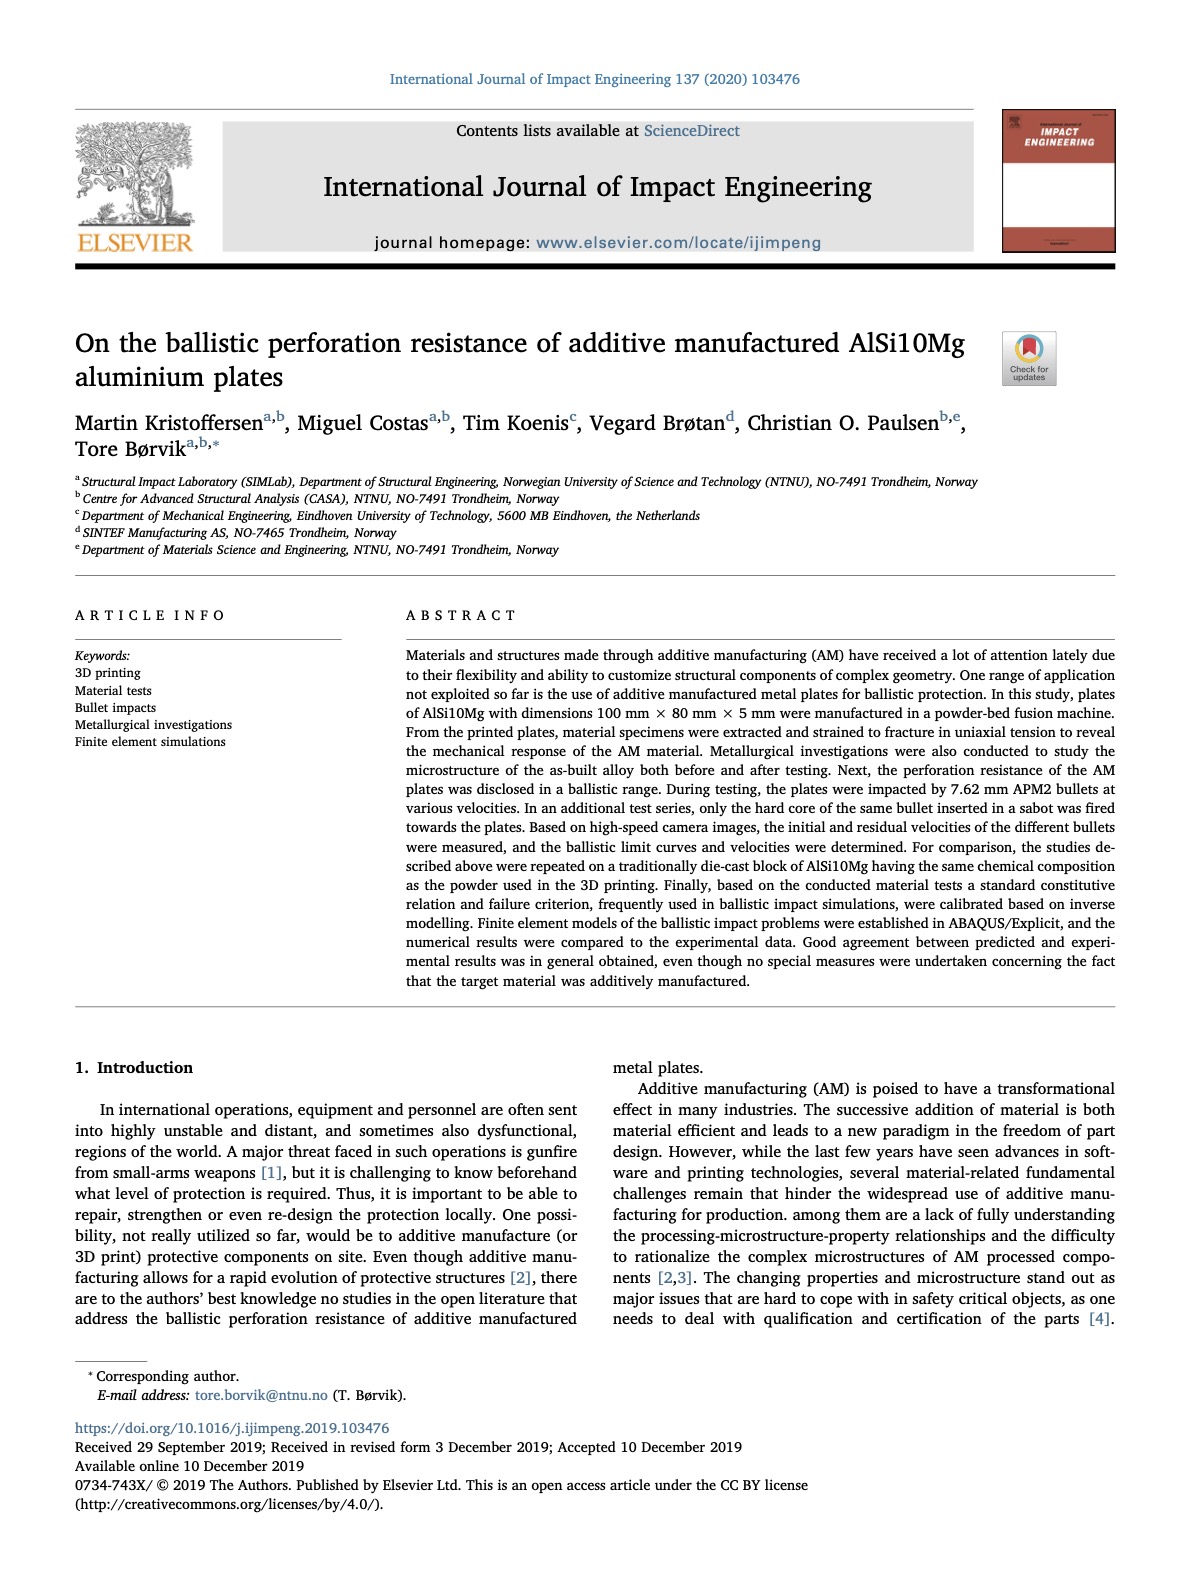 International Journal of Impact Engineering 137 (2020) 103476
Contents lists available at ScienceDirect
International Journal of Impact Engineering
journal homepage: www.elsevier.com/locate/ijimpeng
ELSEVIER
IMPACT
ENGINEERING
On the ballistic perforation resistance of additive manufactured AlSi10Mg
aluminium plates
Check for
updates
Martin Kristoffersen a,b, Miguel Costas a,b, Tim Koenis c, Vegard Brøtan d, Christian O. Paulsen b,e,
Tore Børvik a,b,*
a Structural Impact Laboratory (SIMLab), Department of Structural Engineering, Norwegian University of Science and Technology (NTNU), NO-7491 Trondheim, Norway
b Centre for Advanced Structural Analysis (CASA), NTNU, NO-7491 Trondheim, Norway
c Department of Mechanical Engineering, Eindhoven University of Technology, 5600 MB Eindhoven, the Netherlands
d SINTEF Manufacturing AS, NO-7465 Trondheim, Norway
e Department of Materials Science and Engineering, NTNU, NO-7491 Trondheim, Norway
ARTICLE INFO
Keywords:
3D printing
Material tests
Bullet impacts
Metallurgical investigations
Finite element simulations
ABSTRACT
Materials and structures made through additive manufacturing (AM) have received a lot of attention lately due
to their flexibility and ability to customize structural components of complex geometry. One range of application
not exploited so far is the use of additive manufactured metal plates for ballistic protection. In this study, plates
of AlSi10Mg with dimensions 100 mm × 80 mm × 5 mm were manufactured in a powder-bed fusion machine.
From the printed plates, material specimens were extracted and strained to fracture in uniaxial tension to reveal
the mechanical response of the AM material. Metallurgical investigations were also conducted to study the
microstructure of the as-built alloy both before and after testing. Next, the perforation resistance of the AM
plates was disclosed in a ballistic range. During testing, the plates were impacted by 7.62 mm APM2 bullets at
various velocities. In an additional test series, only the hard core of the same bullet inserted in a sabot was fired
towards the plates. Based on high-speed camera images, the initial and residual velocities of the different bullets
were measured, and the ballistic limit curves and velocities were determined. For comparison, the studies de-
scribed above were repeated on a traditionally die-cast block of AlSi10Mg having the same chemical composition
as the powder used in the 3D printing. Finally, based on the conducted material tests a standard constitutive
relation and failure criterion, frequently used in ballistic impact simulations, were calibrated based on inverse
modelling. Finite element models of the ballistic impact problems were established in ABAQUS/Explicit, and the
numerical results were compared to the experimental data. Good agreement between predicted and experi-
mental results was in general obtained, even though no special measures were undertaken concerning the fact
that the target material was additively manufactured.
1. Introduction
In international operations, equipment and personnel are often sent
into highly unstable and distant, and sometimes also dysfunctional,
regions of the world. A major threat faced in such operations is gunfire
from small-arms weapons [1], but it is challenging to know beforehand
what level of protection is required. Thus, it is important to be able to
repair, strengthen or even re-design the protection locally. One possi-
bility, not really utilized so far, would be to additive manufacture (or
3D print) protective components on site. Even though additive manu-
facturing allows for a rapid evolution of protective structures [2], there
are to the authors' best knowledge no studies in the open literature that
address the ballistic perforation resistance of additive manufactured
metal plates.
Additive manufacturing (AM) is poised to have a transformational
effect in many industries. The successive addition of material is both
material efficient and leads to a new paradigm in the freedom of part
design. However, while the last few years have seen advances in soft-
ware and printing technologies, several material-related fundamental
challenges remain that hinder the widespread use of additive manu-
facturing for production. among them are a lack of fully understanding
the processing-microstructure-property relationships and the difficulty
to rationalize the complex microstructures of AM processed compo-
nents [2,3]. The changing properties and microstructure stand out as
major issues that are hard to cope with in safety critical objects, as one
needs to deal with qualification and certification of the parts [4].
* Corresponding author.
E-mail address: tore.borvik@ntnu.no (T. Børvik).
https://doi.org/10.1016/j.ijimpeng.2019.103476
Received 29 September 2019; Received in revised form 3 December 2019; Accepted 10 December 2019
Available online 10 December 2019
0734-743X/ © 2019 The Authors. Published by Elsevier Ltd. This is an open access article under the CC BY license
(http://creativecommons.org/licenses/by/4.0/).